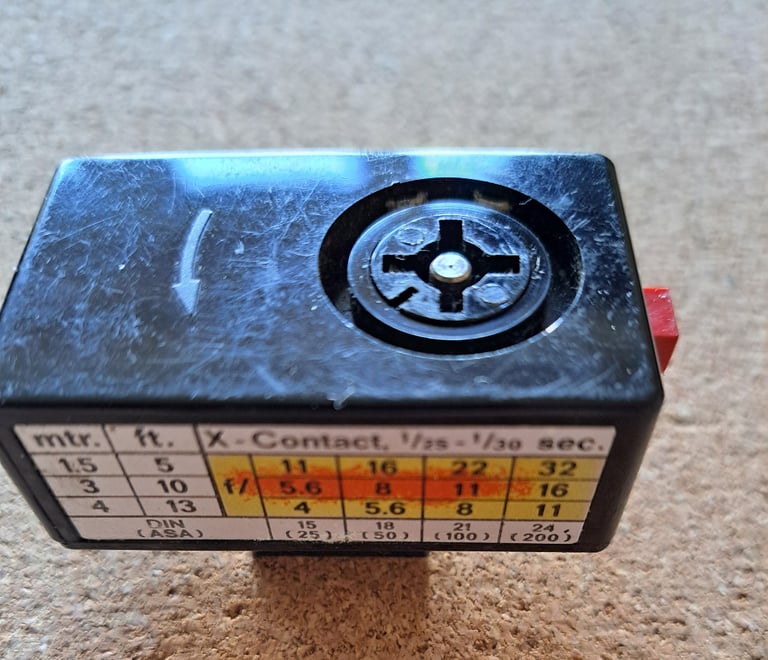 mtr. ft. X-Contact, 1/25-1/30 sec.
1.5 5 11 16 22 32
3 10 f/ 5.6 8 11 16
4 13 4 5.6 8 11
DIN 15 18 21 24
(ASA) (25) (50) (100) (200)